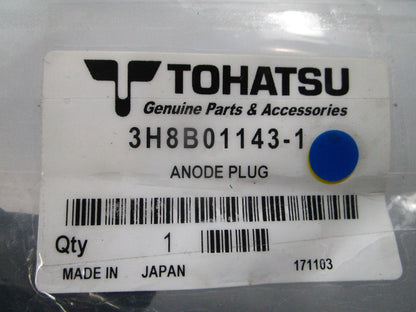 TOHATSU
Genuine Parts & Accessories
3H8B01143-1
ANODE PLUG
Qty 1
MADE IN JAPAN 171103